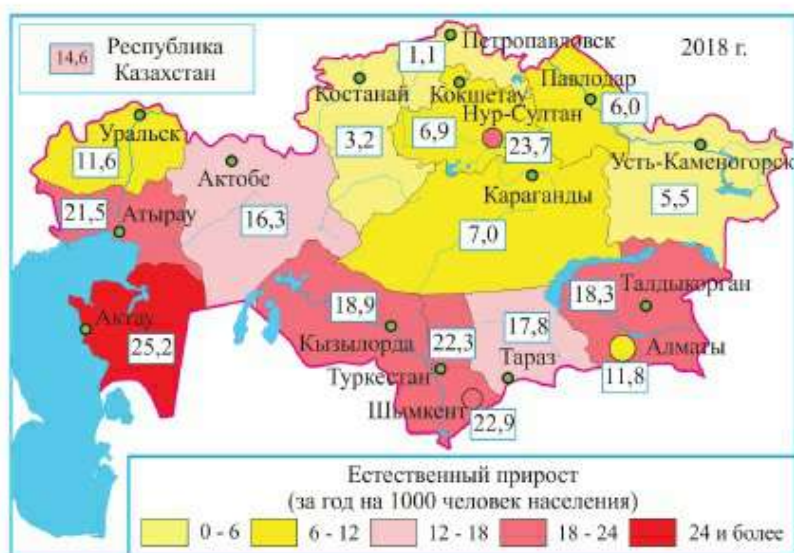 14,6
Республика
Казахстан
2018 г.
Петропавловск
1,1
Костанай
Кокшетау
Павлодар
Нур-Султан
6,0
Уральск
6,9
23,7
3,2
11,6
Усть-Каменогорск
Актобе
Караганды
5,5
21,5
Атырау
16,3
7,0
Талдыкорган
18,3
18,9
Актау
17,8
25,2
Кызылорда
22,3
Алматы
Тараз
Туркестан
11,8
Шымкент
22,9
Естественный прирост
(за год на 1000 человек населения)
0 - 6 6 - 12 12 - 18 18 - 24 24 и более